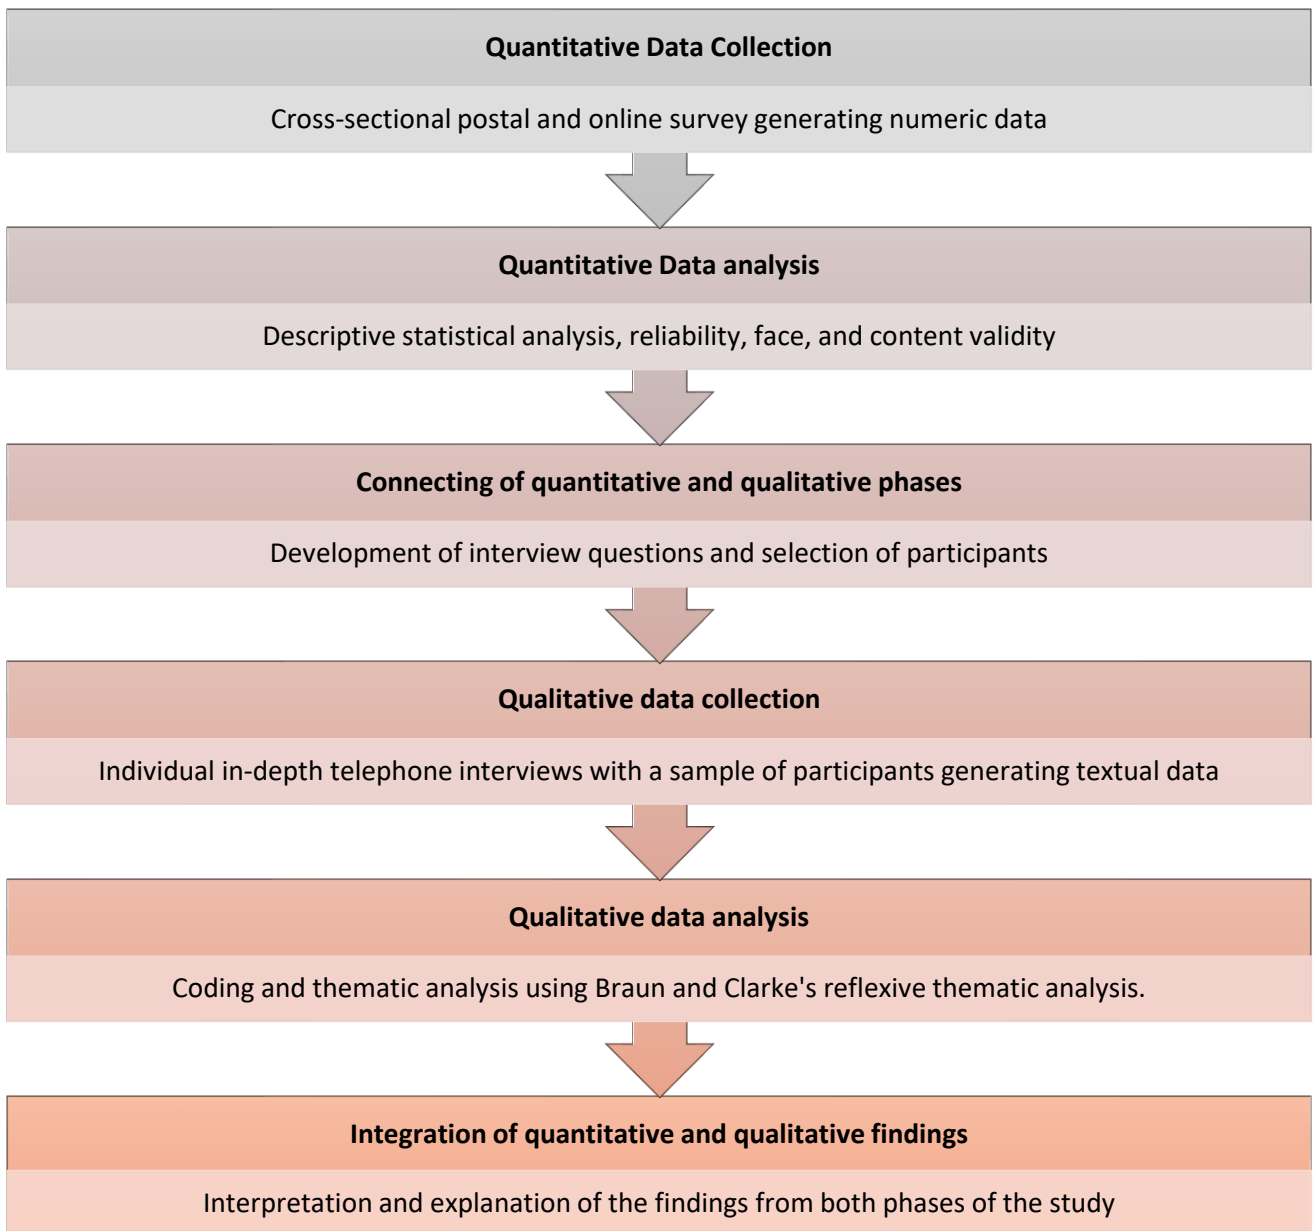 Quantitative Data Collection
Cross-sectional postal and online survey generating numeric data
Quantitative Data analysis
Descriptive statistical analysis, reliability, face, and content validity
Connecting of quantitative and qualitative phases
Development of interview questions and selection of participants
Qualitative data collection
Individual in-depth telephone interviews with a sample of participants generating textual data
Qualitative data analysis
Coding and thematic analysis using Braun and Clarke's reflexive thematic analysis.
Integration of quantitative and qualitative findings
Interpretation and explanation of the findings from both phases of the study